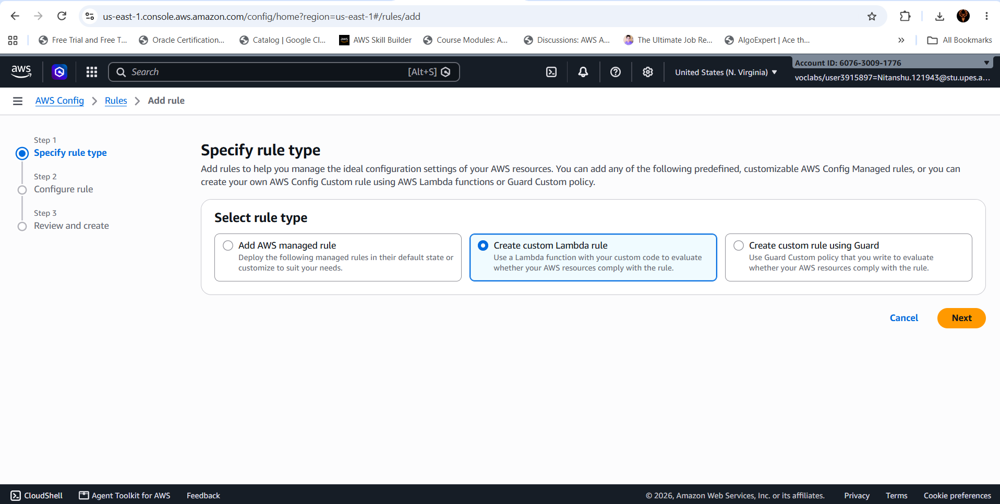 us-east-1.console.aws.amazon.com/config/home?region=us-east-1#/rules/add
Free Trial and Free T... Oracle Certification... Catalog | Google Cl... aws AWS Skill Builder Course Modules: A... Discussions: AWS A... The Ultimate Job Re... AlgoExpert | Ace th... » All Bookmarks
aws Search [Alt+S] United States (N. Virginia) ▼ Account ID: 6076-3009-1776 ▼
voclabs/user3915897=Nitanshu.121943@stu.upes.a...
AWS Config > Rules > Add rule
Step 1
Specify rule type
Step 2
Configure rule
Step 3
Review and create
Specify rule type
Add rules to help you manage the ideal configuration settings of your AWS resources. You can add any of the following predefined, customizable AWS Config Managed rules, or you can
create your own AWS Config Custom rule using AWS Lambda functions or Guard Custom policy.
Select rule type
Add AWS managed rule
Deploy the following managed rules in their default state or
customize to suit your needs.
Create custom Lambda rule
Use a Lambda function with your custom code to evaluate
whether your AWS resources comply with the rule.
Create custom rule using Guard
Use Guard Custom policy that you write to evaluate
whether your AWS resources comply with the rule.
Cancel Next
CloudShell Agent Toolkit for AWS Feedback © 2026, Amazon Web Services, Inc. or its affiliates. Privacy Terms Cookie preferences